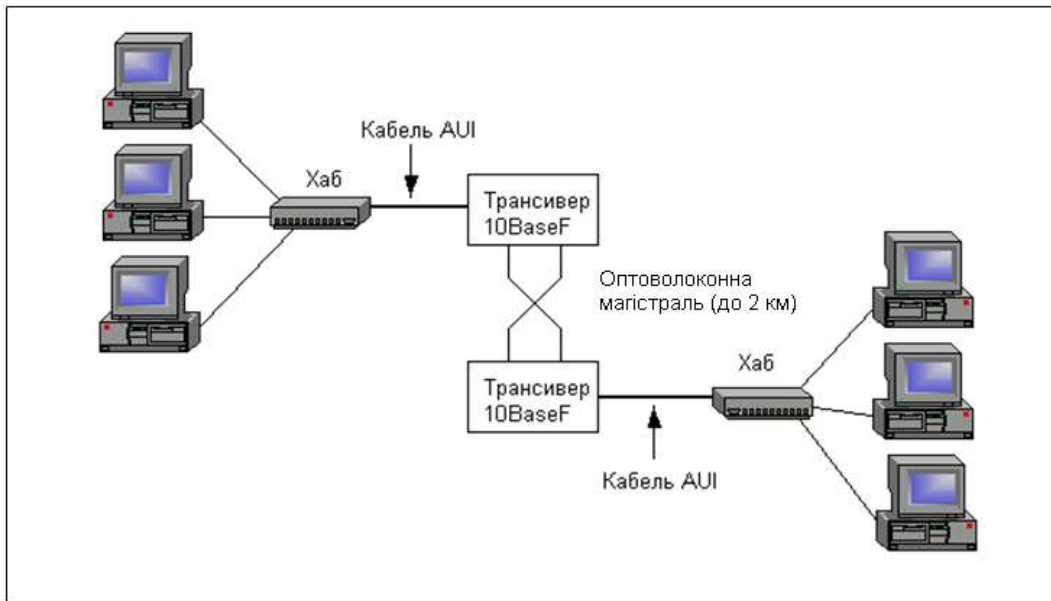 Кабель AUI
Хаб
Трансивер
10BaseF
Оптоволоконна
магістраль (до 2 км)
Трансивер
10BaseF
Хаб
Кабель AUI